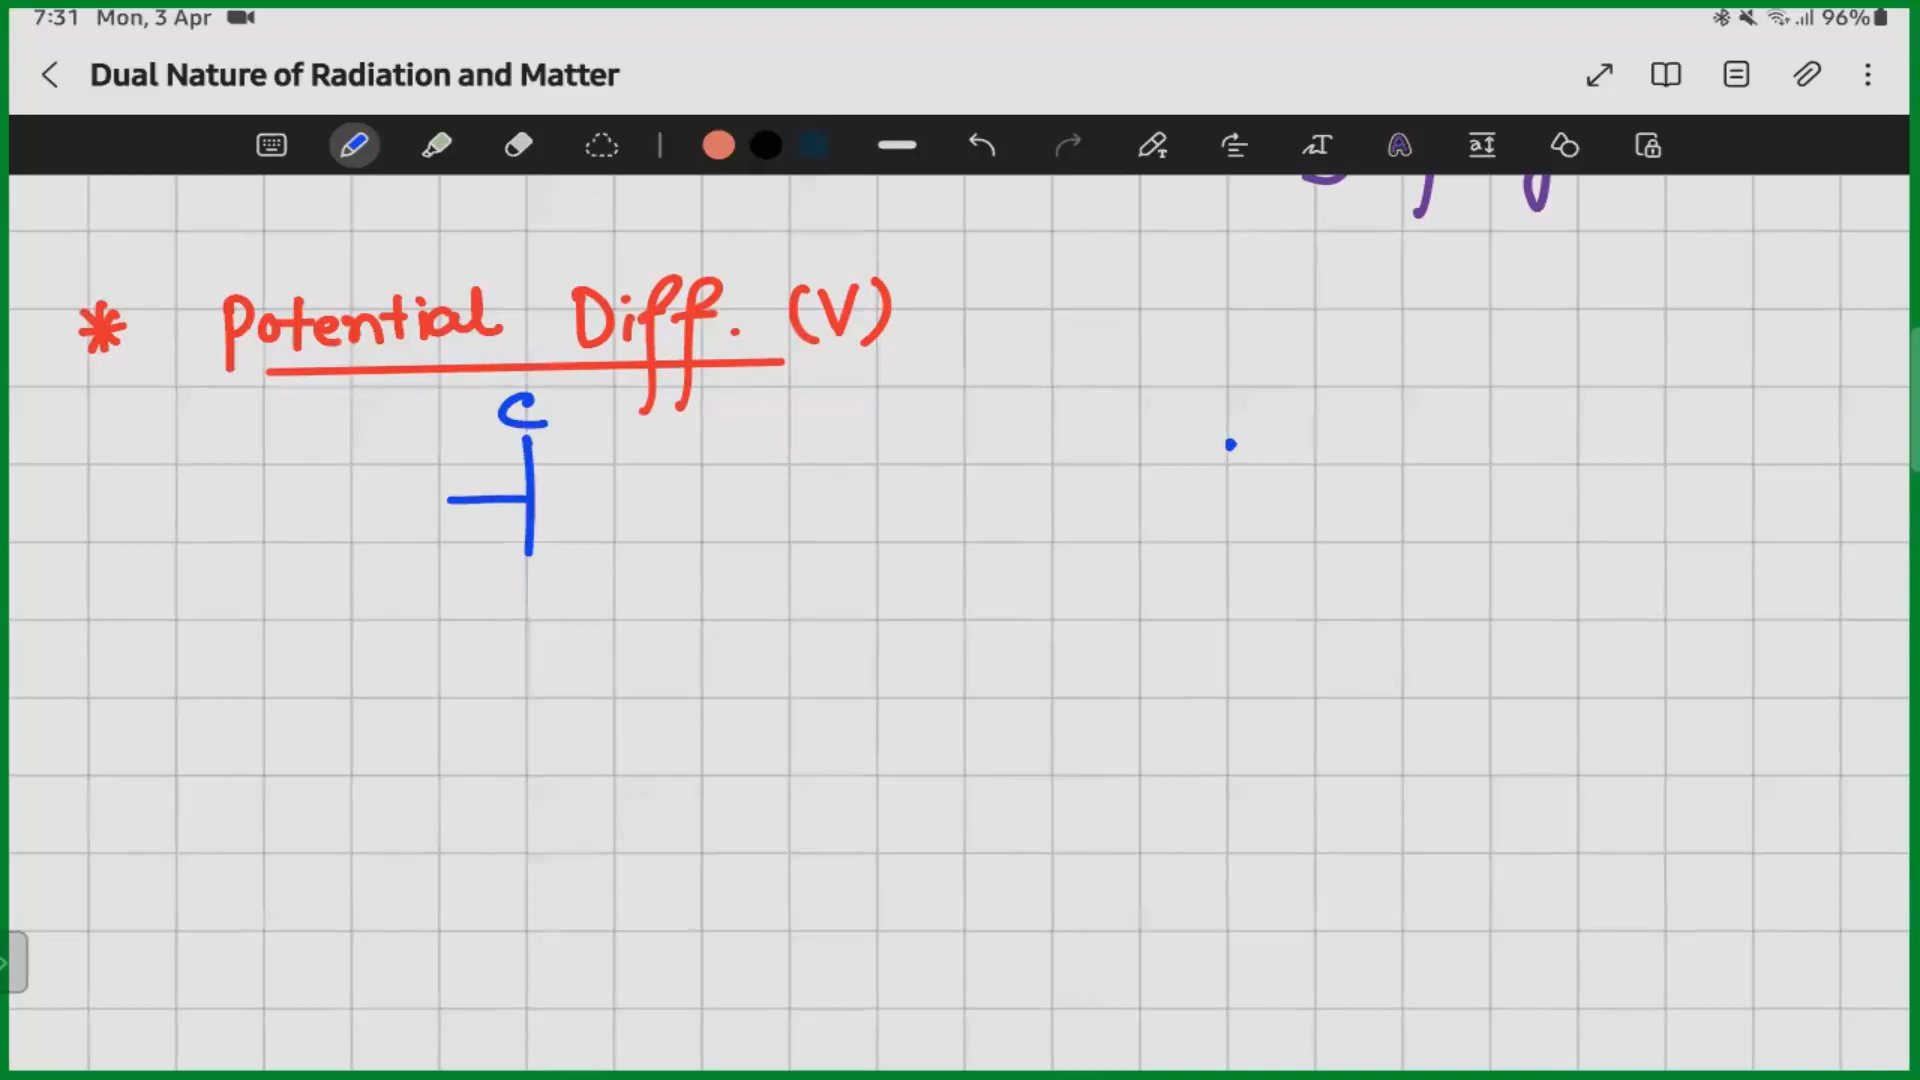 7:31 Mon, 3 Apr 96%
Dual Nature of Radiation and Matter
* Potential Diff. (V)
C